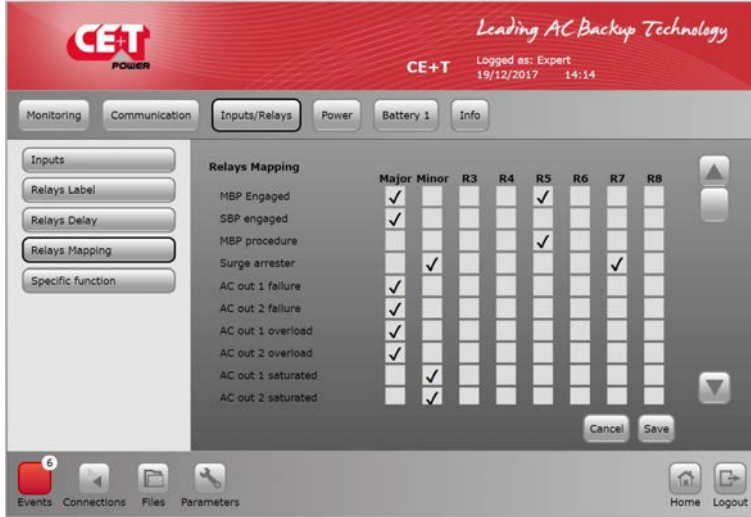 CE+T
POWER
Leading AC Backup Technology
CE+T
Logged as: Expert
19/12/2017 14:14
Monitoring Communication Inputs/Relays Power Battery 1 Info
Inputs
Relays Label
Relays Delay
Relays Mapping
Specific function
Relays Mapping
Major Minor R3 R4 R5 R6 R7 R8
MBP Engaged
SBP engaged
MBP procedure
Surge arrester
AC out 1 failure
AC out 2 failure
AC out 1 overload
AC out 2 overload
AC out 1 saturated
AC out 2 saturated
Cancel Save
6
Events Connections Files Parameters Home Logout